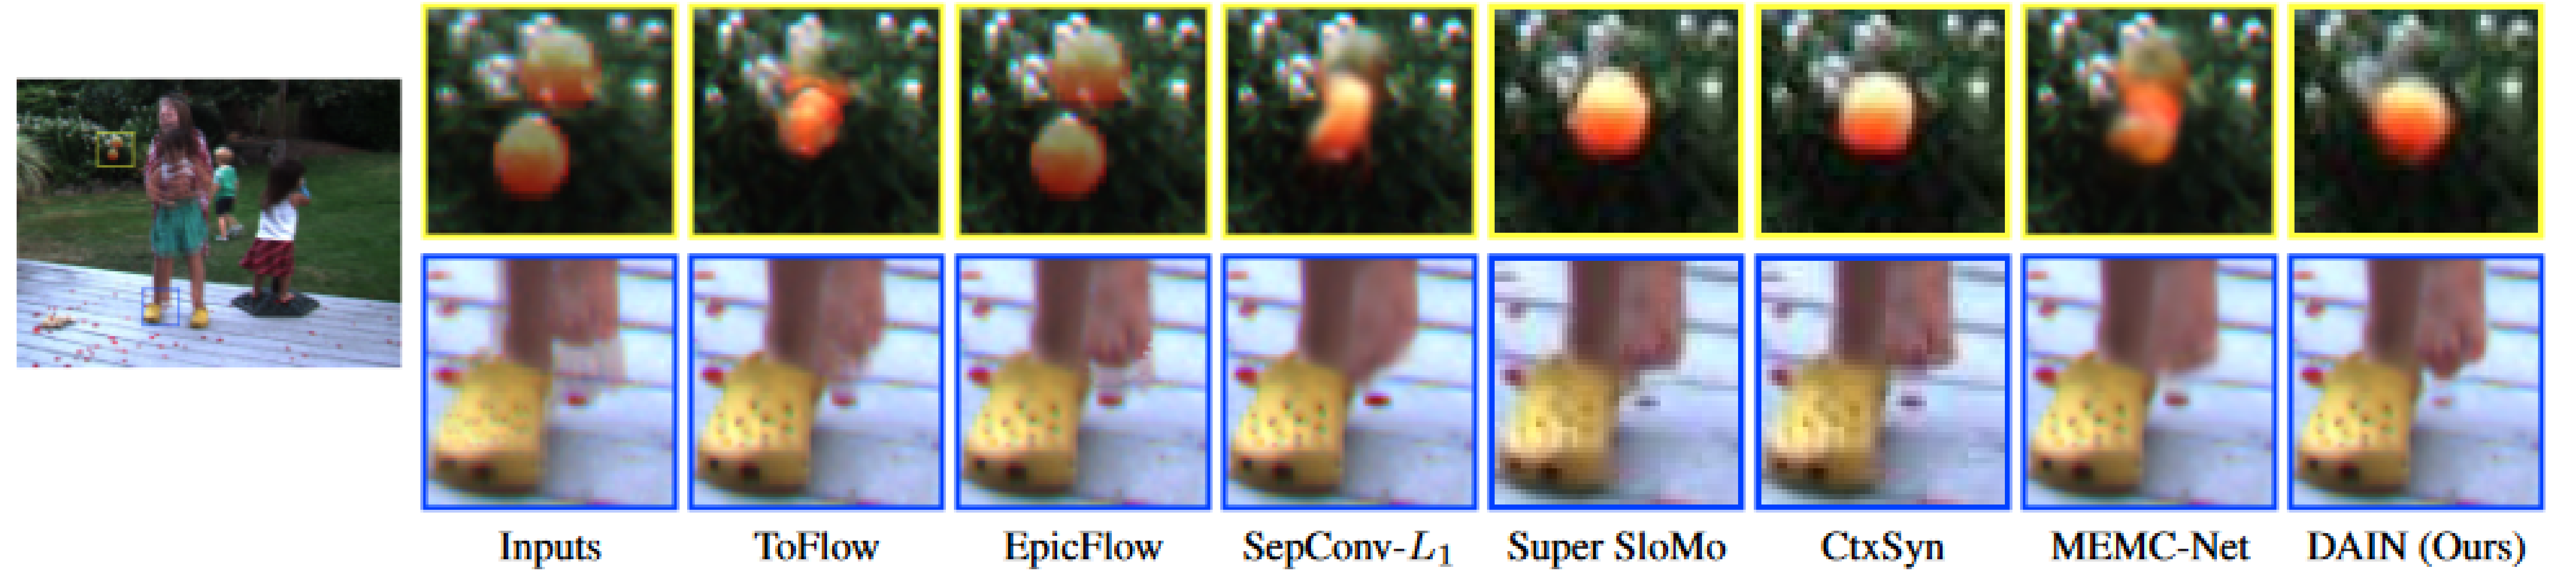 Inputs ToFlow EpicFlow SepConv-L₁ Super SloMo CtxSyn MEMC-Net DAIN (Ours)